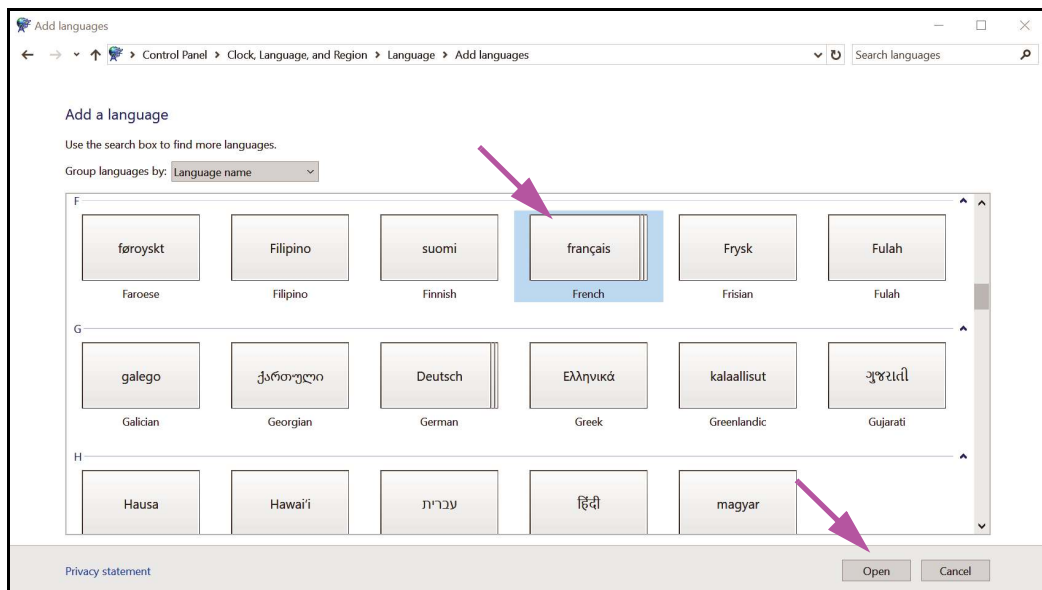 Add languages
Control Panel > Clock, Language, and Region > Language > Add languages
Search languages
Add a language
Use the search box to find more languages.
Group languages by: Language name
F
føroyskt Filipino suomi français Frysk Fulah
Faroese Filipino Finnish French Frisian Fulah
G
galego ქართული Deutsch Ελληνικά kalaallisut ગુજરાતી
Galician Georgian German Greek Greenlandic Gujarati
H
Hausa Hawaiʻi עברית हिंदी magyar
Privacy statement Open Cancel